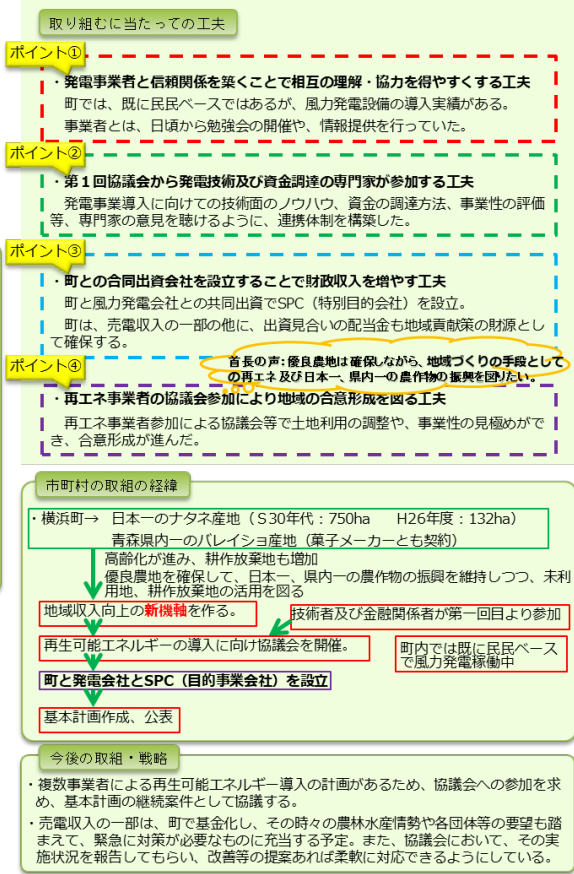 取り組むに当たっての工夫
ポイント①
・発電事業者と信頼関係を築くことで相互の理解・協力を得やすくする工夫
町では、既に民民ベースではあるが、風力発電設備の導入実績がある。
事業者とは、日頃から勉強会の開催や、情報提供を行っていた。
ポイント②
・第１回協議会から発電技術及び資金調達の専門家が参加する工夫
発電事業導入に向けての技術面のノウハウ、資金の調達方法、事業性の評価
等、専門家の意見を聴けるように、連携体制を構築した。
ポイント③
・町との合同出資会社を設立することで財政収入を増やす工夫
町と風力発電会社との共同出資でSPC（特別目的会社）を設立。
町は、売電収入の一部の他に、出資見合いの配当金も地域貢献策の財源とし
て確保する。
首長の声：優良農地は確保しながら、地域づくりの手段として
の再エネ及び日本一、県内一の農作物の振興を図りたい。
ポイント④
・再エネ事業者の協議会参加により地域の合意形成を図る工夫
再エネ事業者参加による協議会等で土地利用の調整や、事業性の見極めがで
き、合意形成が進んだ。
市町村の取組の経緯
・横浜町→　日本一のナタネ産地（Ｓ30年代：750ha　　H26年度：132ha）
青森県内一のバレイショ産地（菓子メーカーとも契約）
高齢化が進み、耕作放棄地も増加
優良農地を確保して、日本一、県内一の農作物の振興を維持しつつ、未利
用地、耕作放棄地の活用を図る
地域収入向上の新機軸を作る。
技術者及び金融関係者が第一回目より参加
再生可能エネルギーの導入に向け協議会を開催。
町内では既に民民ベース
で風力発電稼働中
町と発電会社とSPC（目的事業会社）を設立
基本計画作成、公表
今後の取組・戦略
・複数事業者による再生可能エネルギー導入の計画があるため、協議会への参加を求
め、基本計画の継続案件として協議する。
・売電収入の一部は、町で基金化し、その時々の農林水産情勢や各団体等の要望も踏
まえて、緊急に対策が必要なものに充当する予定。また、協議会において、その実
施状況を報告してもらい、改善等の提案あれば柔軟に対応できるようにしている。